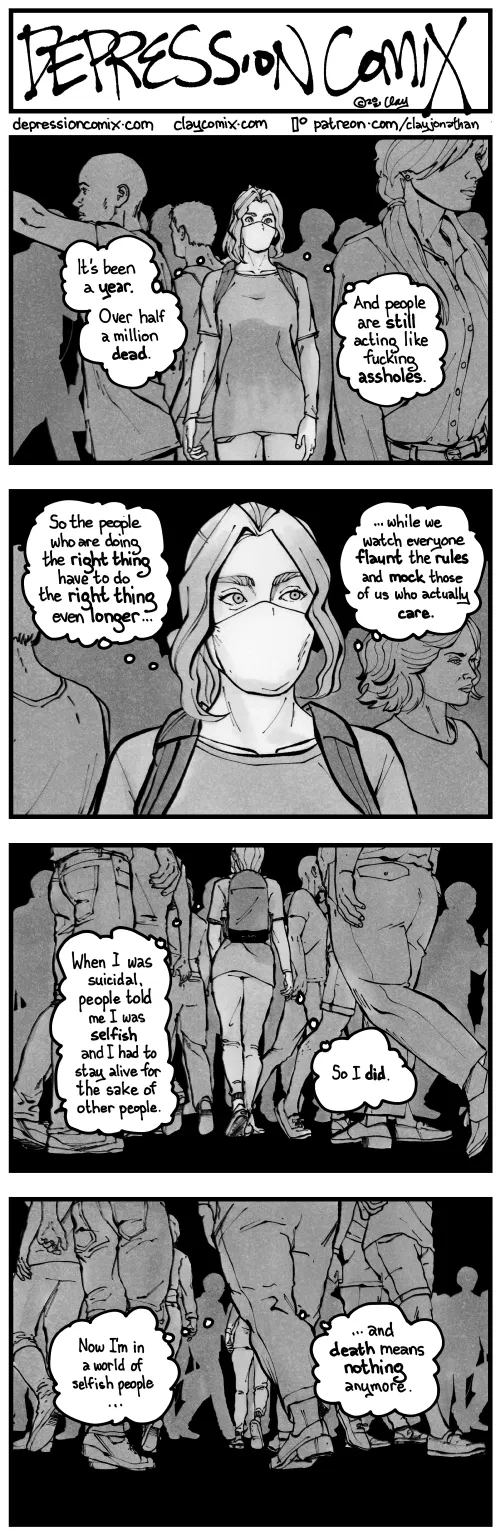 DEPRESSION COMIX
depressioncomix.com claycomix.com patreon.com/clayjonathan
It's been
a year.
Over half
a million
dead.
And people
are still
acting like
fucking
assholes.
So the people
who are doing
the right thing
have to do
the right thing
even longer...
...while we
watch everyone
flaunt the rules
and mock those
of us who actually
care.
When I was
suicidal,
people told
me I was
selfish
and I had to
stay alive for
the sake of
other people.
So I did.
Now I'm in
a world of
selfish people
...
...and
death means
nothing
anymore.